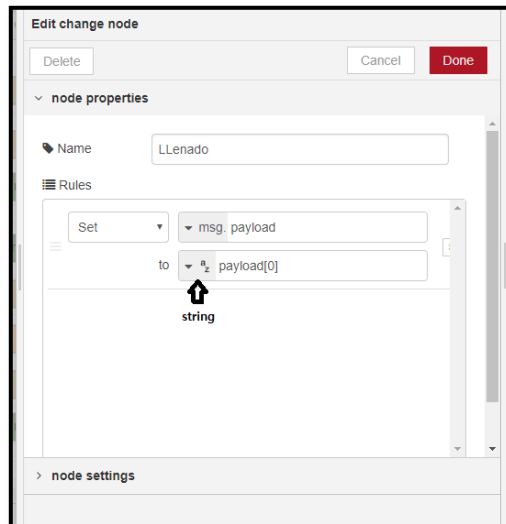 Edit change node
Delete Cancel Done
node properties
Name LLenado
Rules
Set msg. payload
to az payload[0]
string
node settings